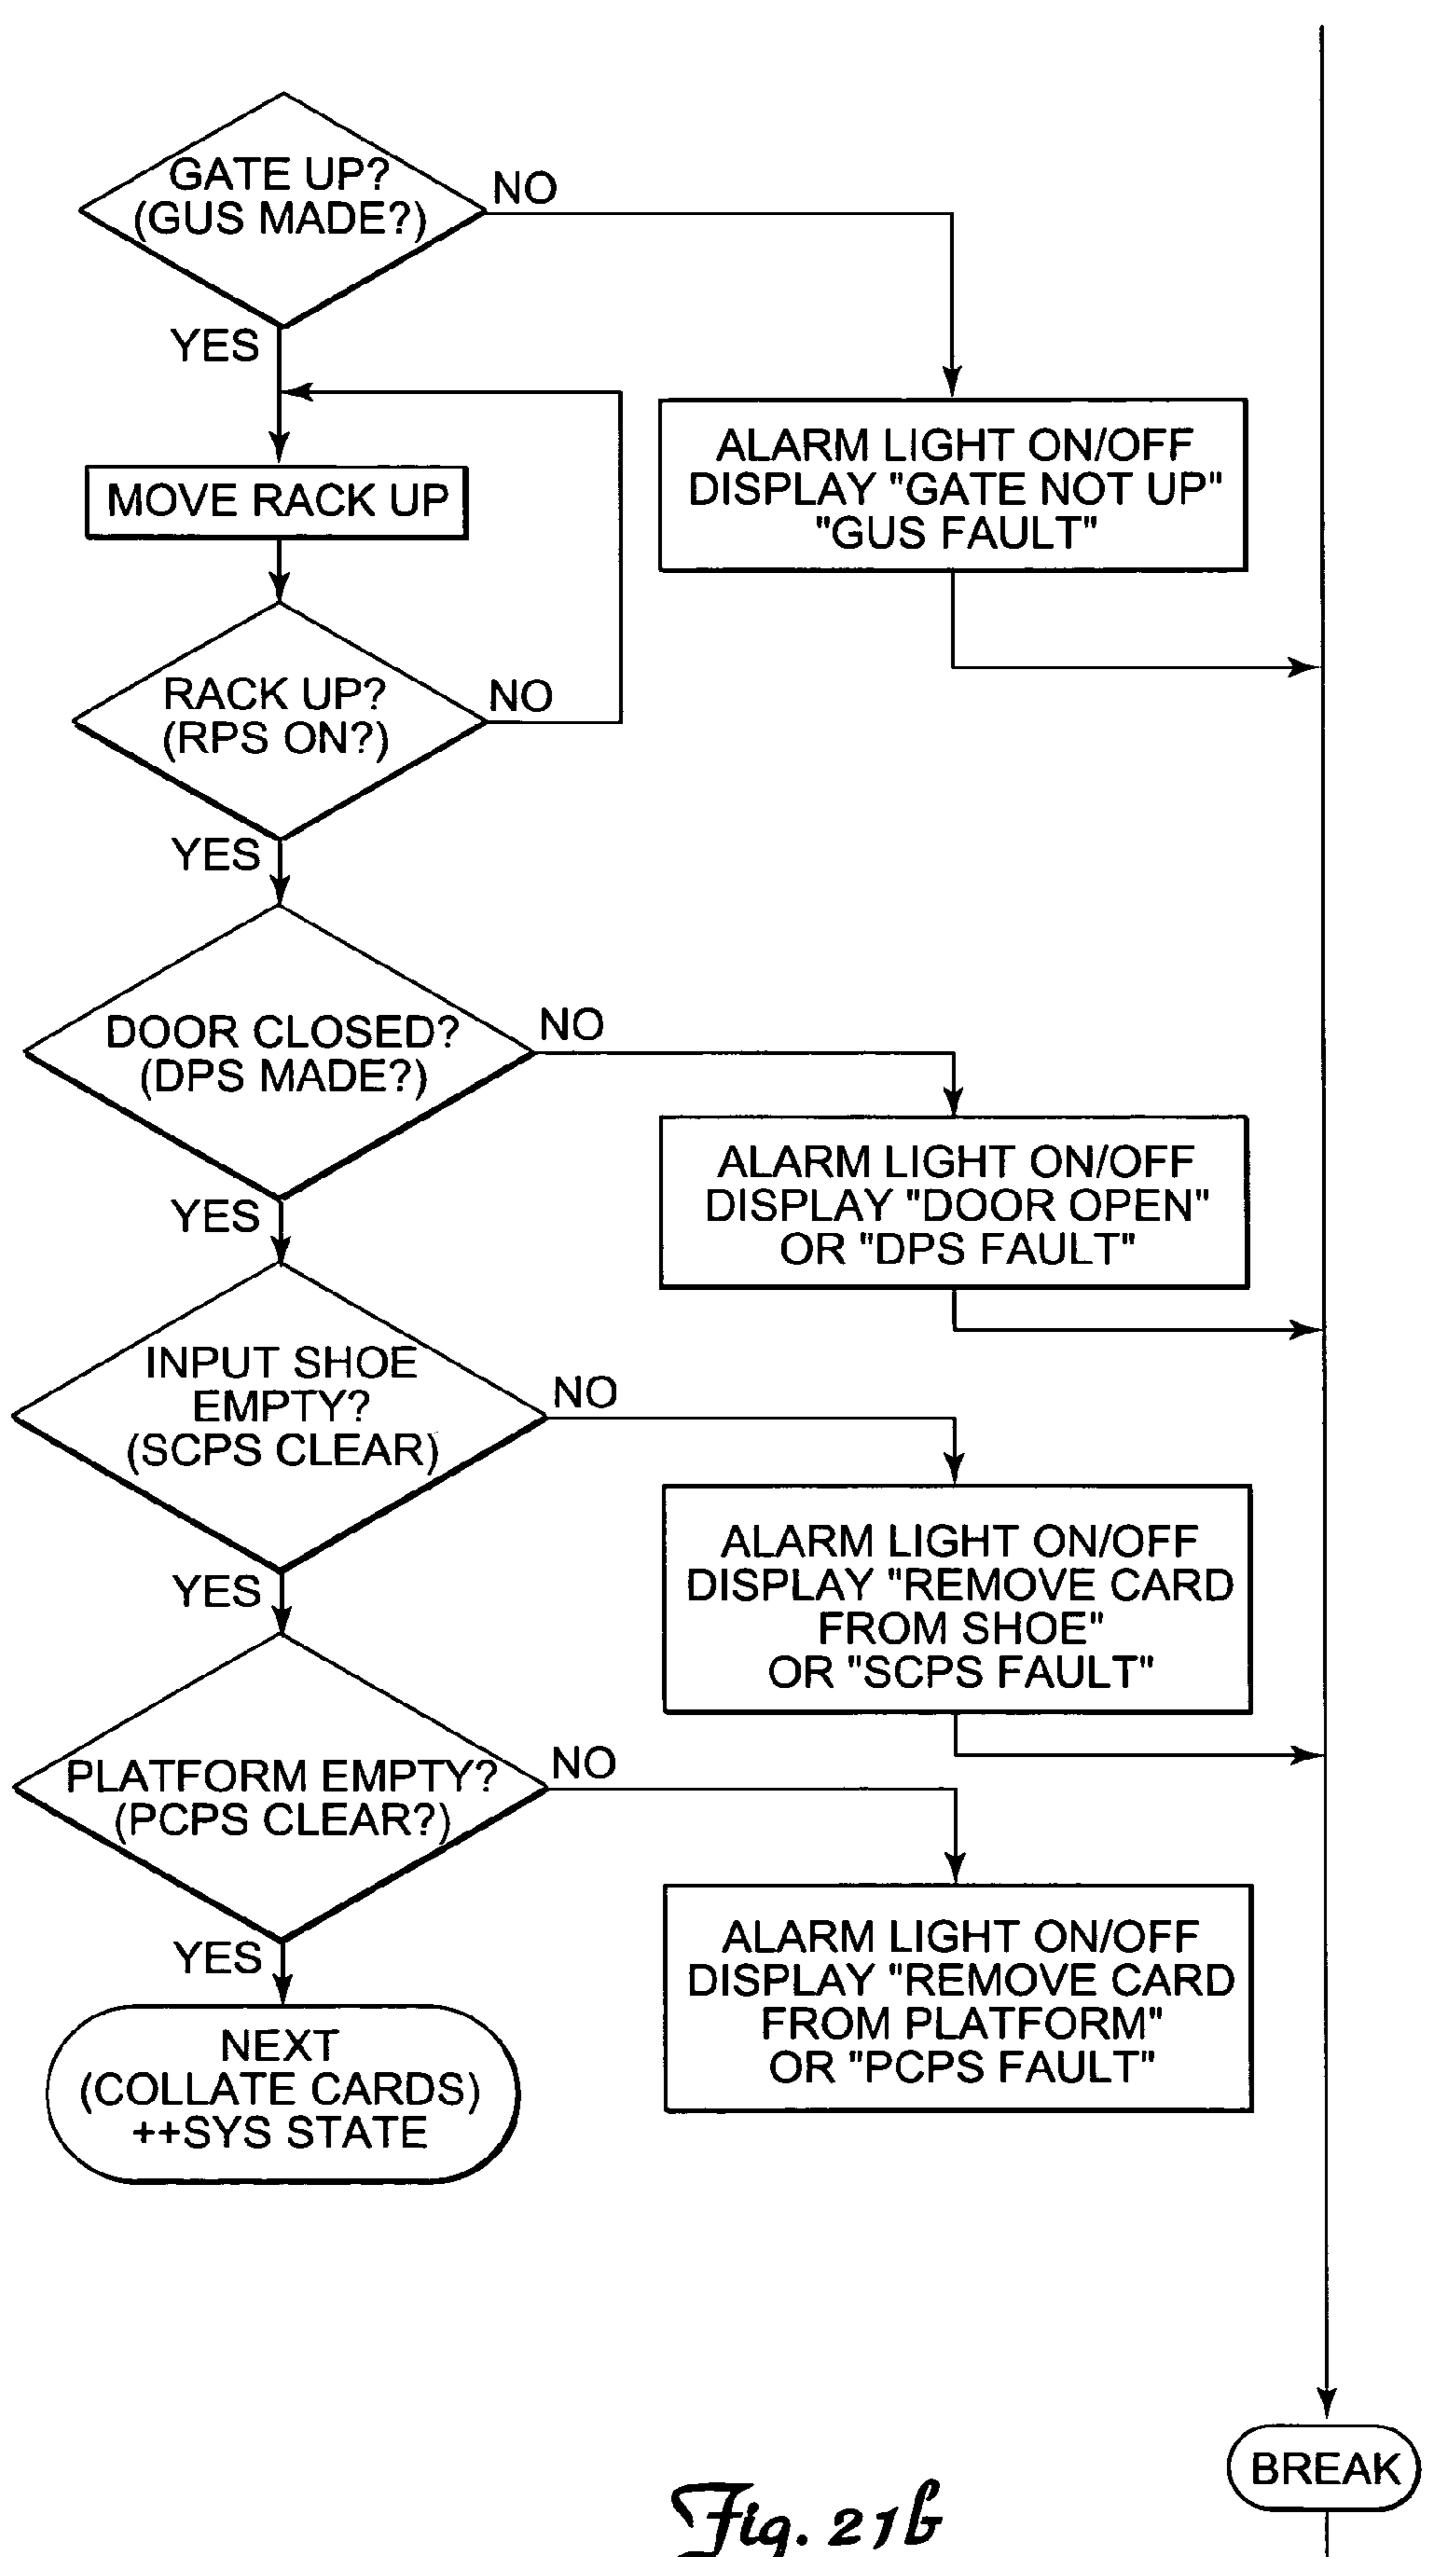 GATE UP?
(GUS MADE?)
NO
YES
ALARM LIGHT ON/OFF
DISPLAY "GATE NOT UP"
"GUS FAULT"
MOVE RACK UP
RACK UP?
(RPS ON?)
NO
YES
DOOR CLOSED?
(DPS MADE?)
NO
YES
ALARM LIGHT ON/OFF
DISPLAY "DOOR OPEN"
OR "DPS FAULT"
INPUT SHOE
EMPTY?
(SCPS CLEAR)
NO
YES
ALARM LIGHT ON/OFF
DISPLAY "REMOVE CARD
FROM SHOE"
OR "SCPS FAULT"
PLATFORM EMPTY?
(PCPS CLEAR?)
NO
YES
ALARM LIGHT ON/OFF
DISPLAY "REMOVE CARD
FROM PLATFORM"
OR "PCPS FAULT"
NEXT
(COLLATE CARDS)
++SYS STATE
BREAK
Fig. 21b